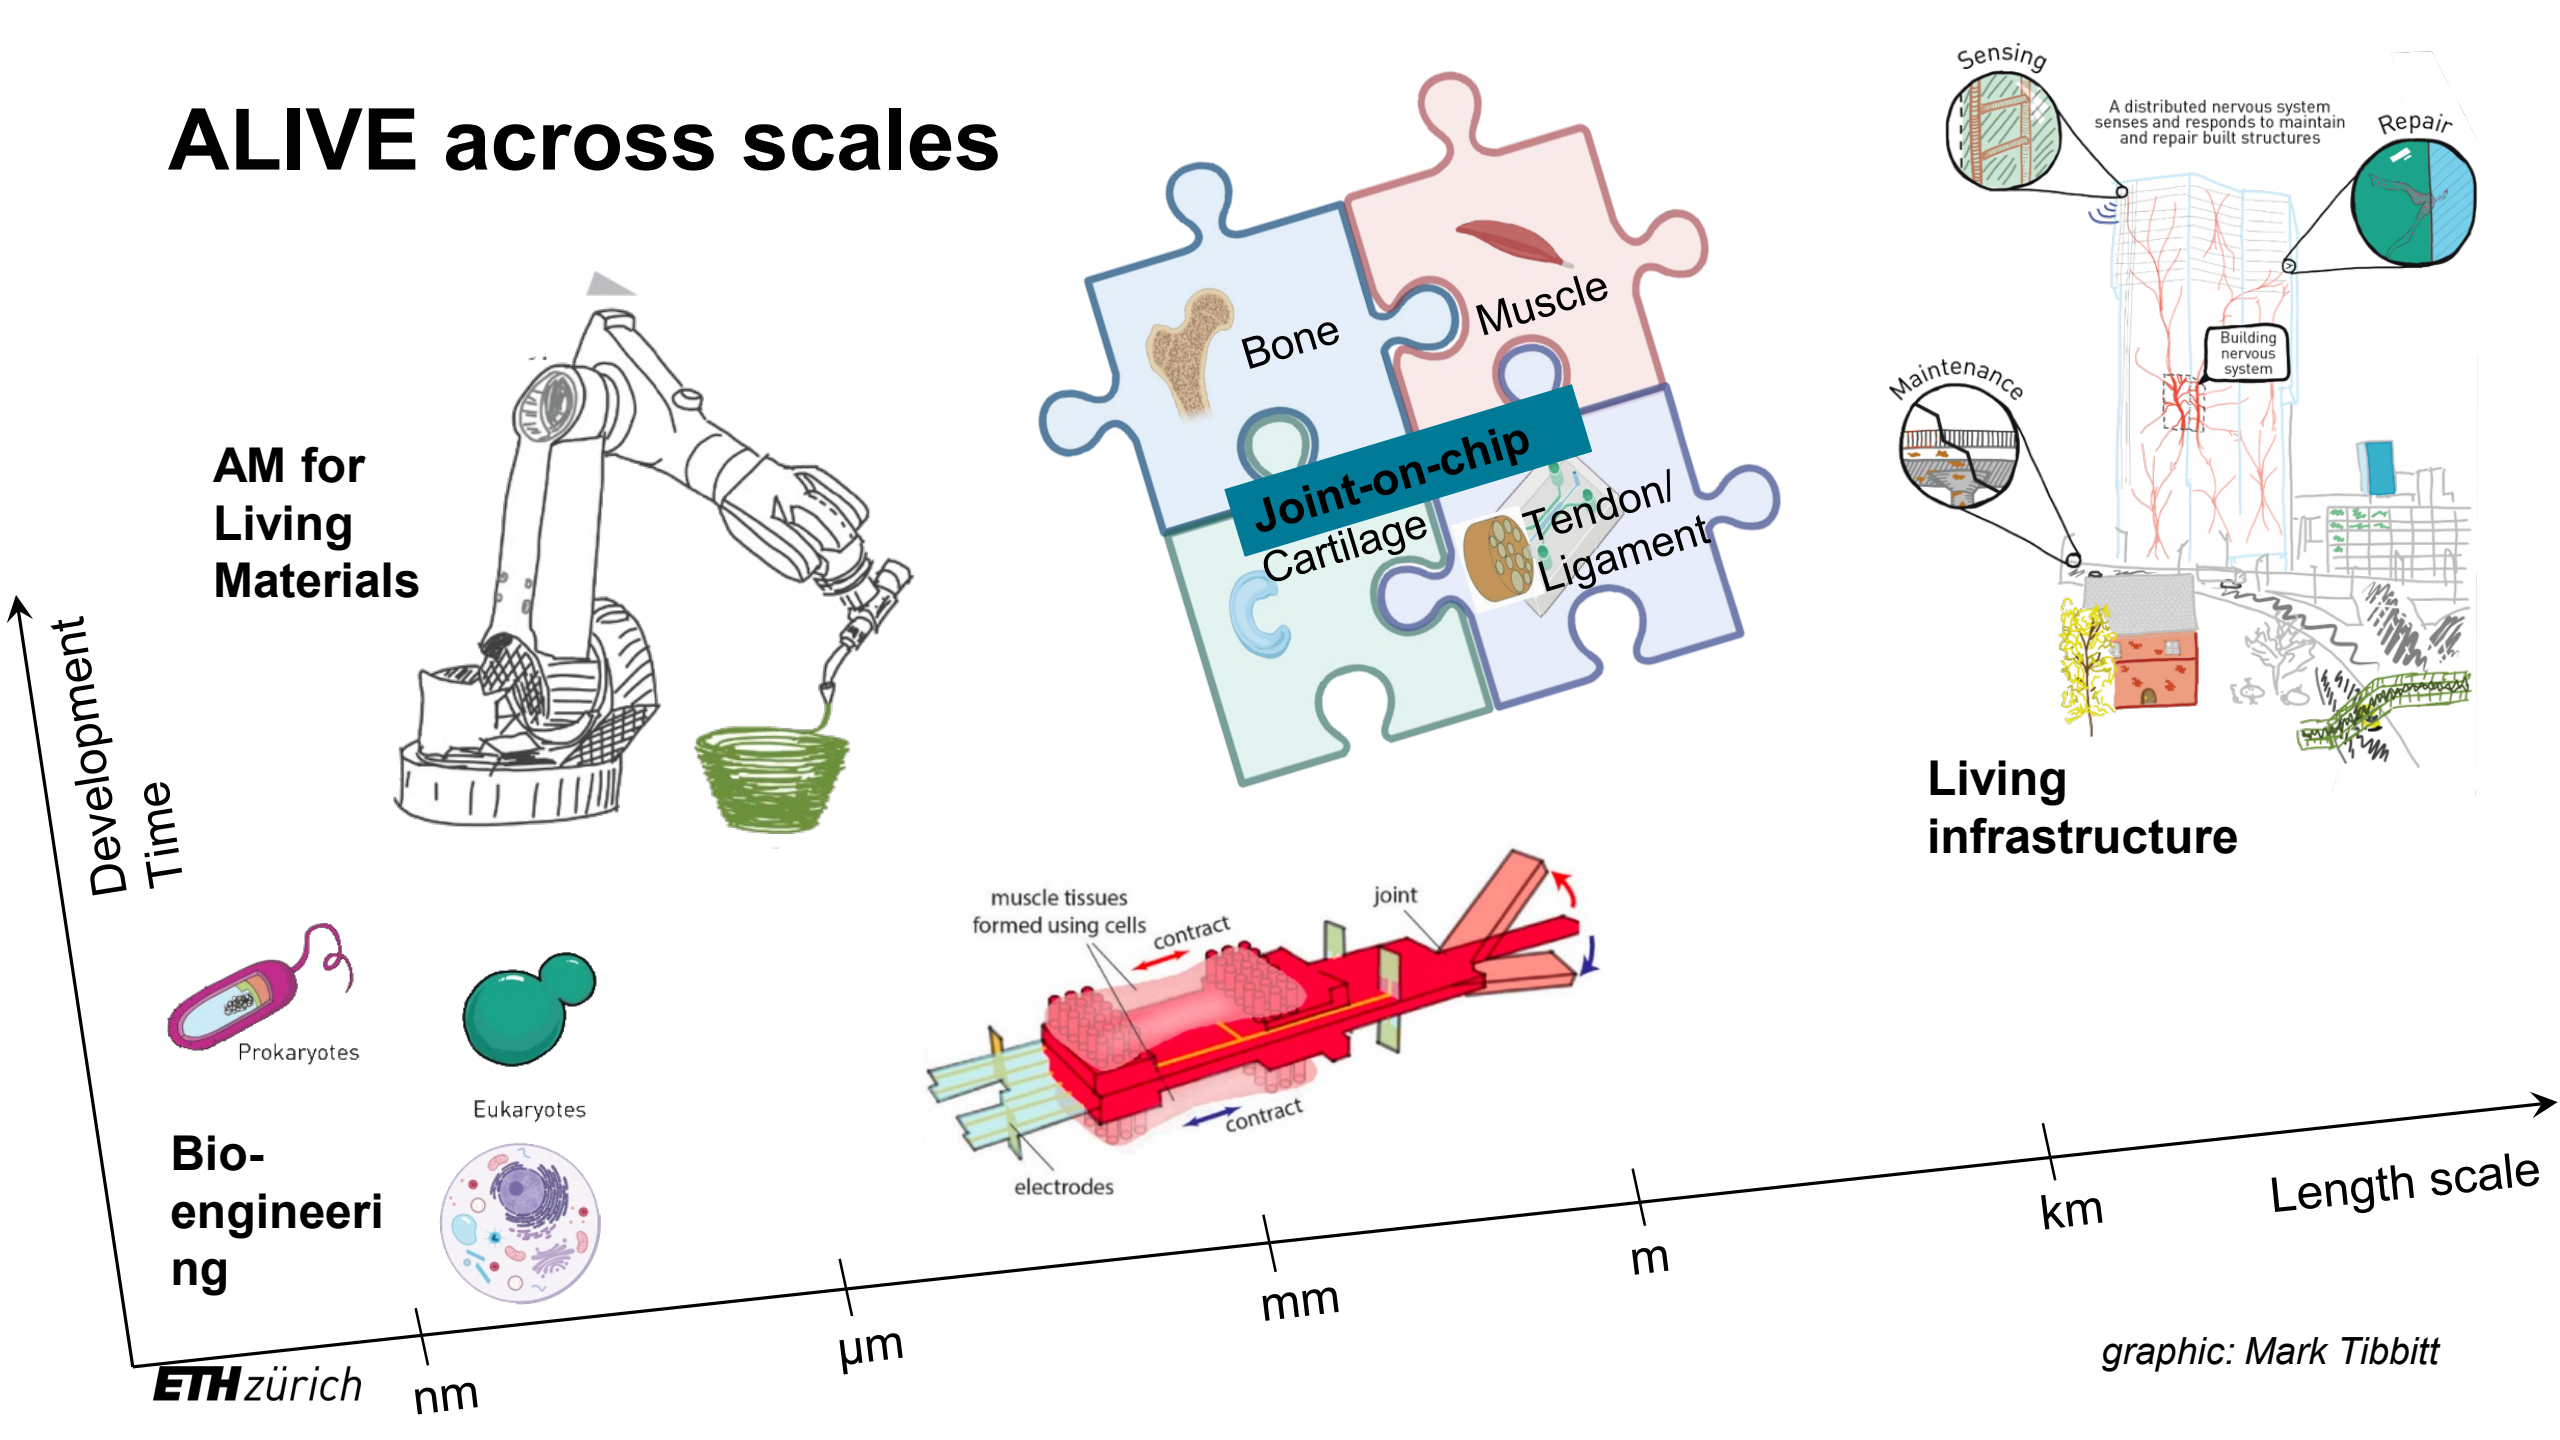 ALIVE across scales
AM for
Living
Materials
Bone
Muscle
Joint-on-chip
Cartilage
Tendon/
Ligament
Sensing
A distributed nervous system
senses and responds to maintain
and repair built structures
Repair
Building
nervous
system
Maintenance
Living
infrastructure
Development
Time
Prokaryotes
Eukaryotes
Bio-
engineeri
ng
muscle tissues
formed using cells
contract
joint
contract
electrodes
nm
µm
mm
m
km
Length scale
ETH zürich
graphic: Mark Tibbitt